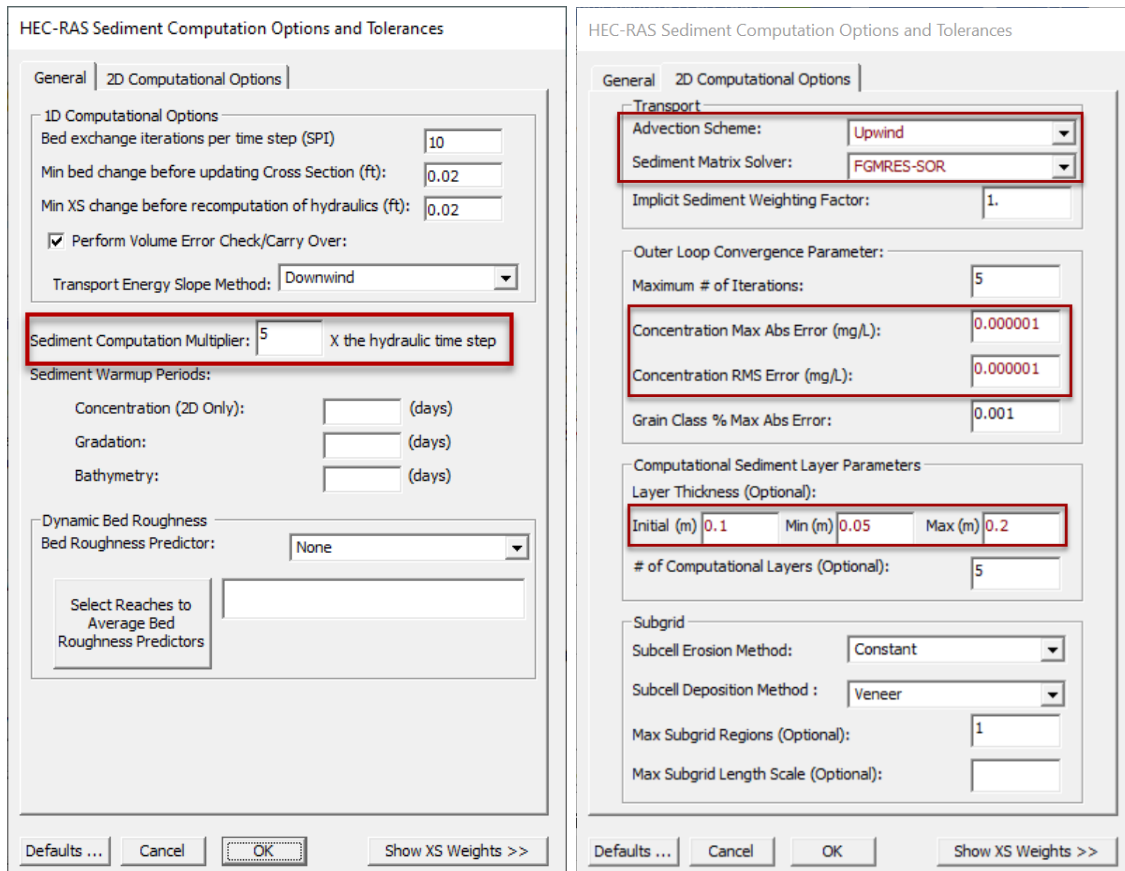 HEC-RAS Sediment Computation Options and Tolerances
General
2D Computational Options
1D Computational Options
Bed exchange iterations per time step (SPI)
10
Min bed change before updating Cross Section (ft):
0.02
Min XS change before recomputation of hydraulics (ft):
0.02
Perform Volume Error Check/Carry Over:
Transport Energy Slope Method:
Downwind
Sediment Computation Multiplier:
5
X the hydraulic time step
Sediment Warmup Periods:
Concentration (2D Only):
(days)
Gradation:
(days)
Bathymetry:
(days)
Dynamic Bed Roughness
Bed Roughness Predictor:
None
Select Reaches to
Average Bed
Roughness Predictors
Defaults ...
Cancel
OK
Show XS Weights >>
HEC-RAS Sediment Computation Options and Tolerances
General
2D Computational Options
Transport
Advection Scheme:
Upwind
Sediment Matrix Solver:
FGMRES-SOR
Implicit Sediment Weighting Factor:
1.
Outer Loop Convergence Parameter:
Maximum # of Iterations:
5
Concentration Max Abs Error (mg/L):
0.000001
Concentration RMS Error (mg/L):
0.000001
Grain Class % Max Abs Error:
0.001
Computational Sediment Layer Parameters
Layer Thickness (Optional):
Initial (m)
0.1
Min (m)
0.05
Max (m)
0.2
# of Computational Layers (Optional):
5
Subgrid
Subcell Erosion Method:
Constant
Subcell Deposition Method :
Veneer
Max Subgrid Regions (Optional):
1
Max Subgrid Length Scale (Optional):
Defaults ...
Cancel
OK
Show XS Weights >>